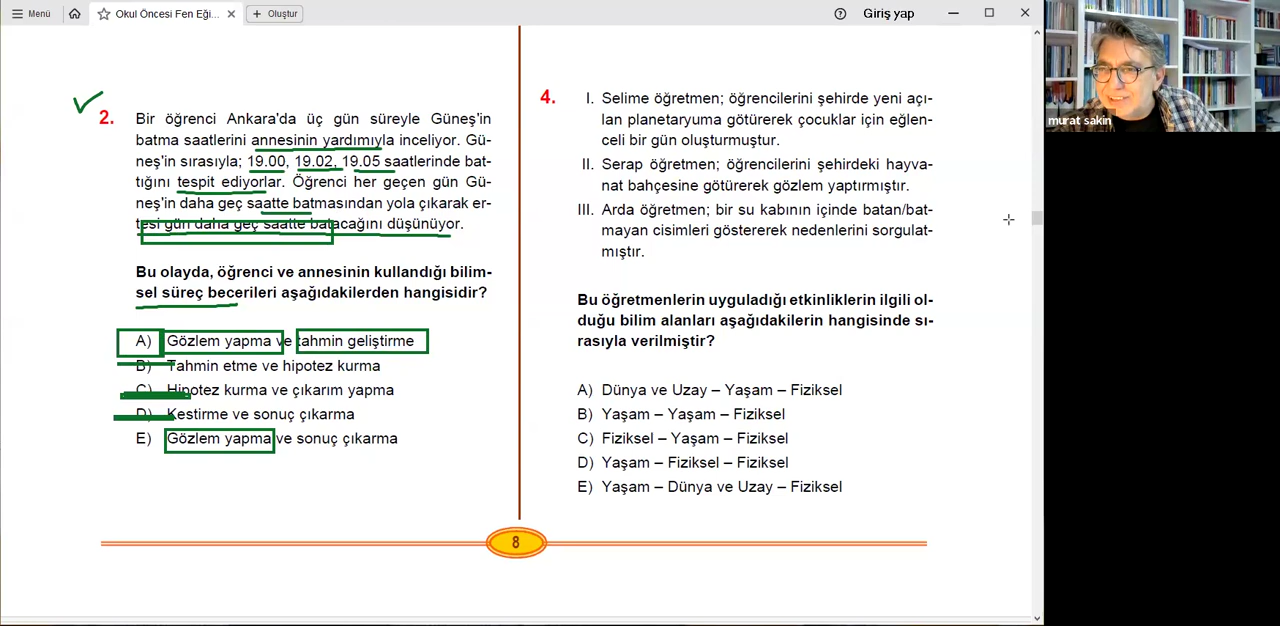 Menü
Okul Öncesi Fen Eği...
+ Oluştur
Giriş yap
murat sakin
2. Bir öğrenci Ankara'da üç gün süreyle Güneş'in
batma saatlerini annesinin yardımıyla inceliyor. Gü-
neş'in sırasıyla; 19.00, 19.02, 19.05 saatlerinde bat-
tığını tespit ediyorlar. Öğrenci her geçen gün Gü-
neş'in daha geç saatte batmasından yola çıkarak er-
tesi gün daha geç saatte batacağını düşünüyor.
Bu olayda, öğrenci ve annesinin kullandığı bilim-
sel süreç becerileri aşağıdakilerden hangisidir?
A) Gözlem yapma ve tahmin geliştirme
B) Tahmin etme ve hipotez kurma
C) Hipotez kurma ve çıkarım yapma
D) Kestirme ve sonuç çıkarma
E) Gözlem yapma ve sonuç çıkarma
4. I. Selime öğretmen; öğrencilerini şehirde yeni açı-
lan planetaryuma götürerek çocuklar için eğlen-
celi bir gün oluşturmuştur.
II. Serap öğretmen; öğrencilerini şehirdeki hayva-
nat bahçesine götürerek gözlem yaptırmıştır.
III. Arda öğretmen; bir su kabının içinde batan/bat-
mayan cisimleri göstererek nedenlerini sorgulat-
mıştır.
Bu öğretmenlerin uyguladığı etkinliklerin ilgili ol-
duğu bilim alanları aşağıdakilerin hangisinde sı-
rasıyla verilmiştir?
A) Dünya ve Uzay – Yaşam – Fiziksel
B) Yaşam – Yaşam – Fiziksel
C) Fiziksel – Yaşam – Fiziksel
D) Yaşam – Fiziksel – Fiziksel
E) Yaşam – Dünya ve Uzay – Fiziksel
8